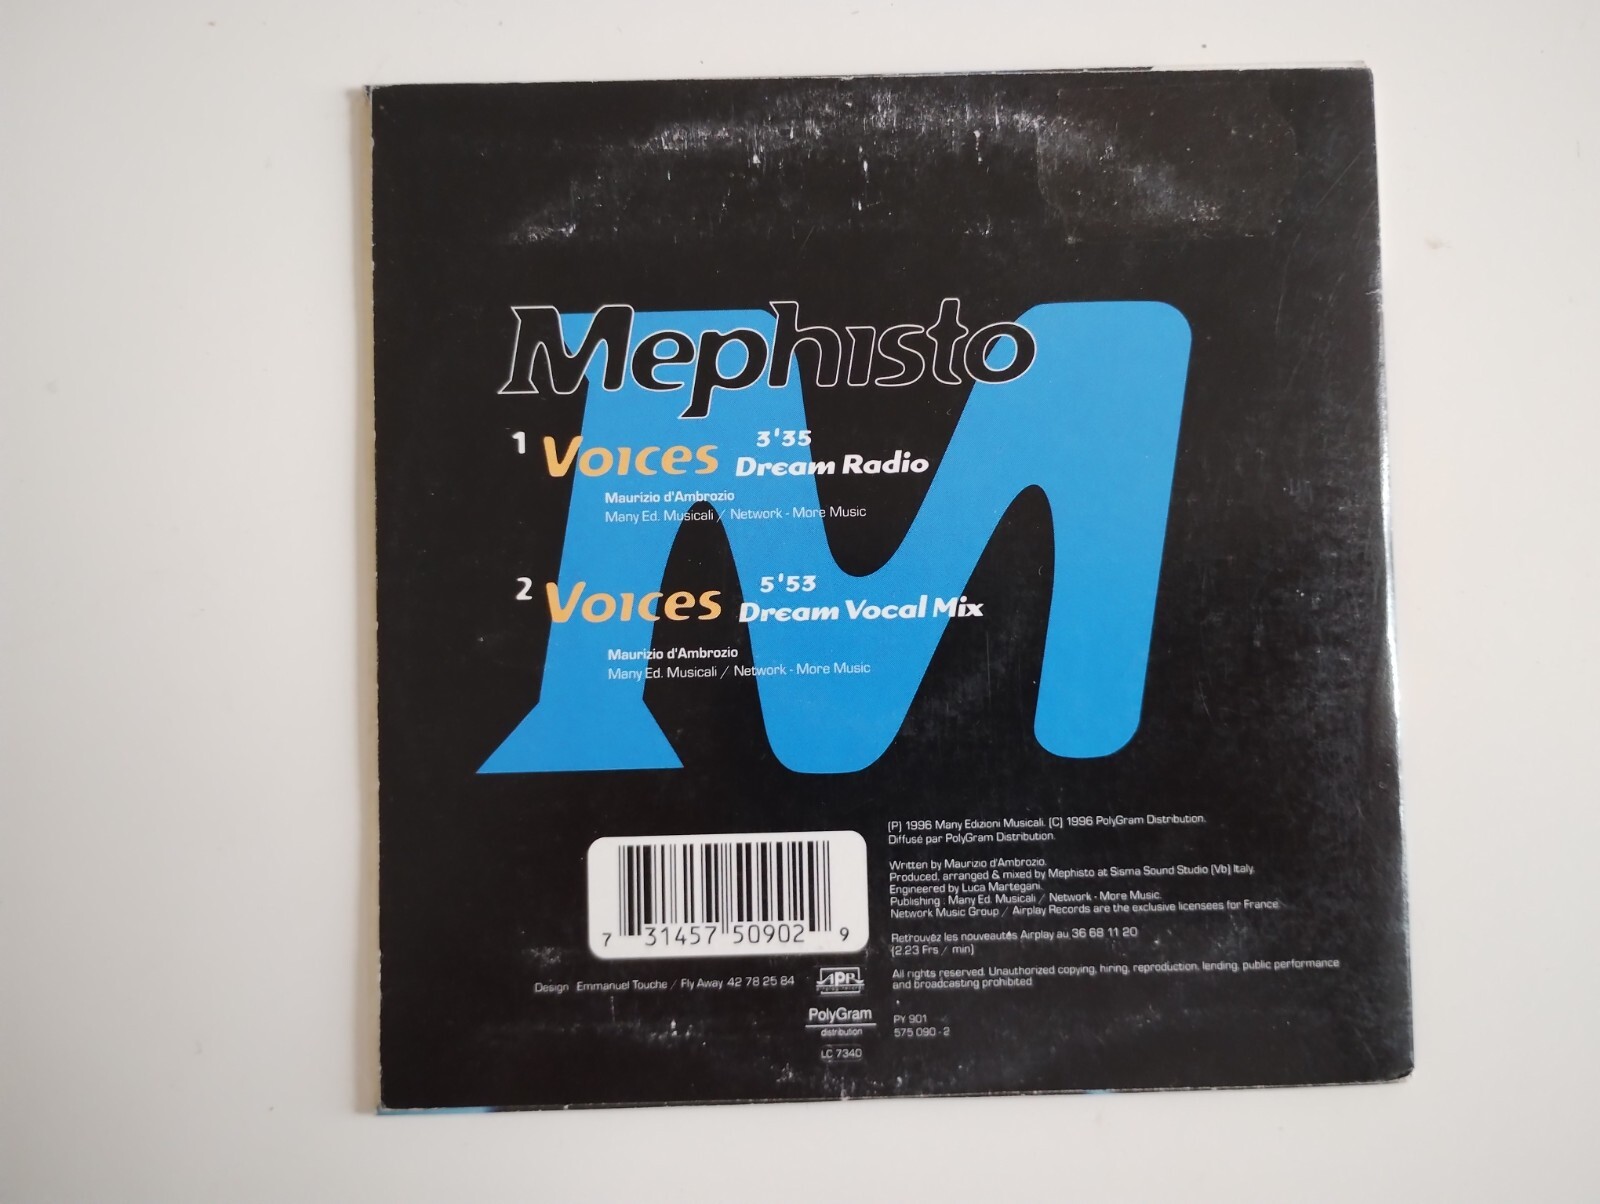 Mephisto
1 Voices 3'35 Dream Radio
Maurizio d'Ambrozio
Many Ed. Musicali / Network - More Music
2 Voices 5'53 Dream Vocal Mix
Maurizio d'Ambrozio
Many Ed. Musicali / Network - More Music
7 31457 50902 9
(P) 1996 Many Edizioni Musicali. (C) 1996 PolyGram Distribution.
Diffusé par PolyGram Distribution.
Written by Maurizio d'Ambrozio.
Produced, arranged & mixed by Mephisto at Sisma Sound Studio (Vb) Italy.
Engineered by Luca Martegani.
Publishing : Many Ed. Musicali / Network - More Music.
Network Music Group / Airplay Records are the exclusive licensees for France.
Retrouvez les nouveautés Airplay au 36 68 11 20
(2.23 Frs / min)
All rights reserved. Unauthorized copying, hiring, reproduction, lending, public performance
and broadcasting prohibited
Design Emmanuel Touche / Fly Away 42 78 25 84
APR
PolyGram
distribution
LC 7340
PY 901
575 090 - 2